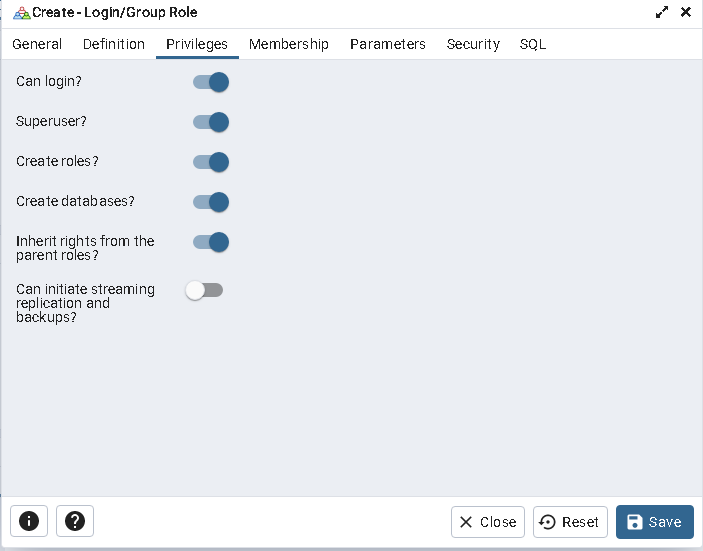 Create - Login/Group Role
General Definition Privileges Membership Parameters Security SQL
Can login?
Superuser?
Create roles?
Create databases?
Inherit rights from the
parent roles?
Can initiate streaming
replication and
backups?
Close Reset Save